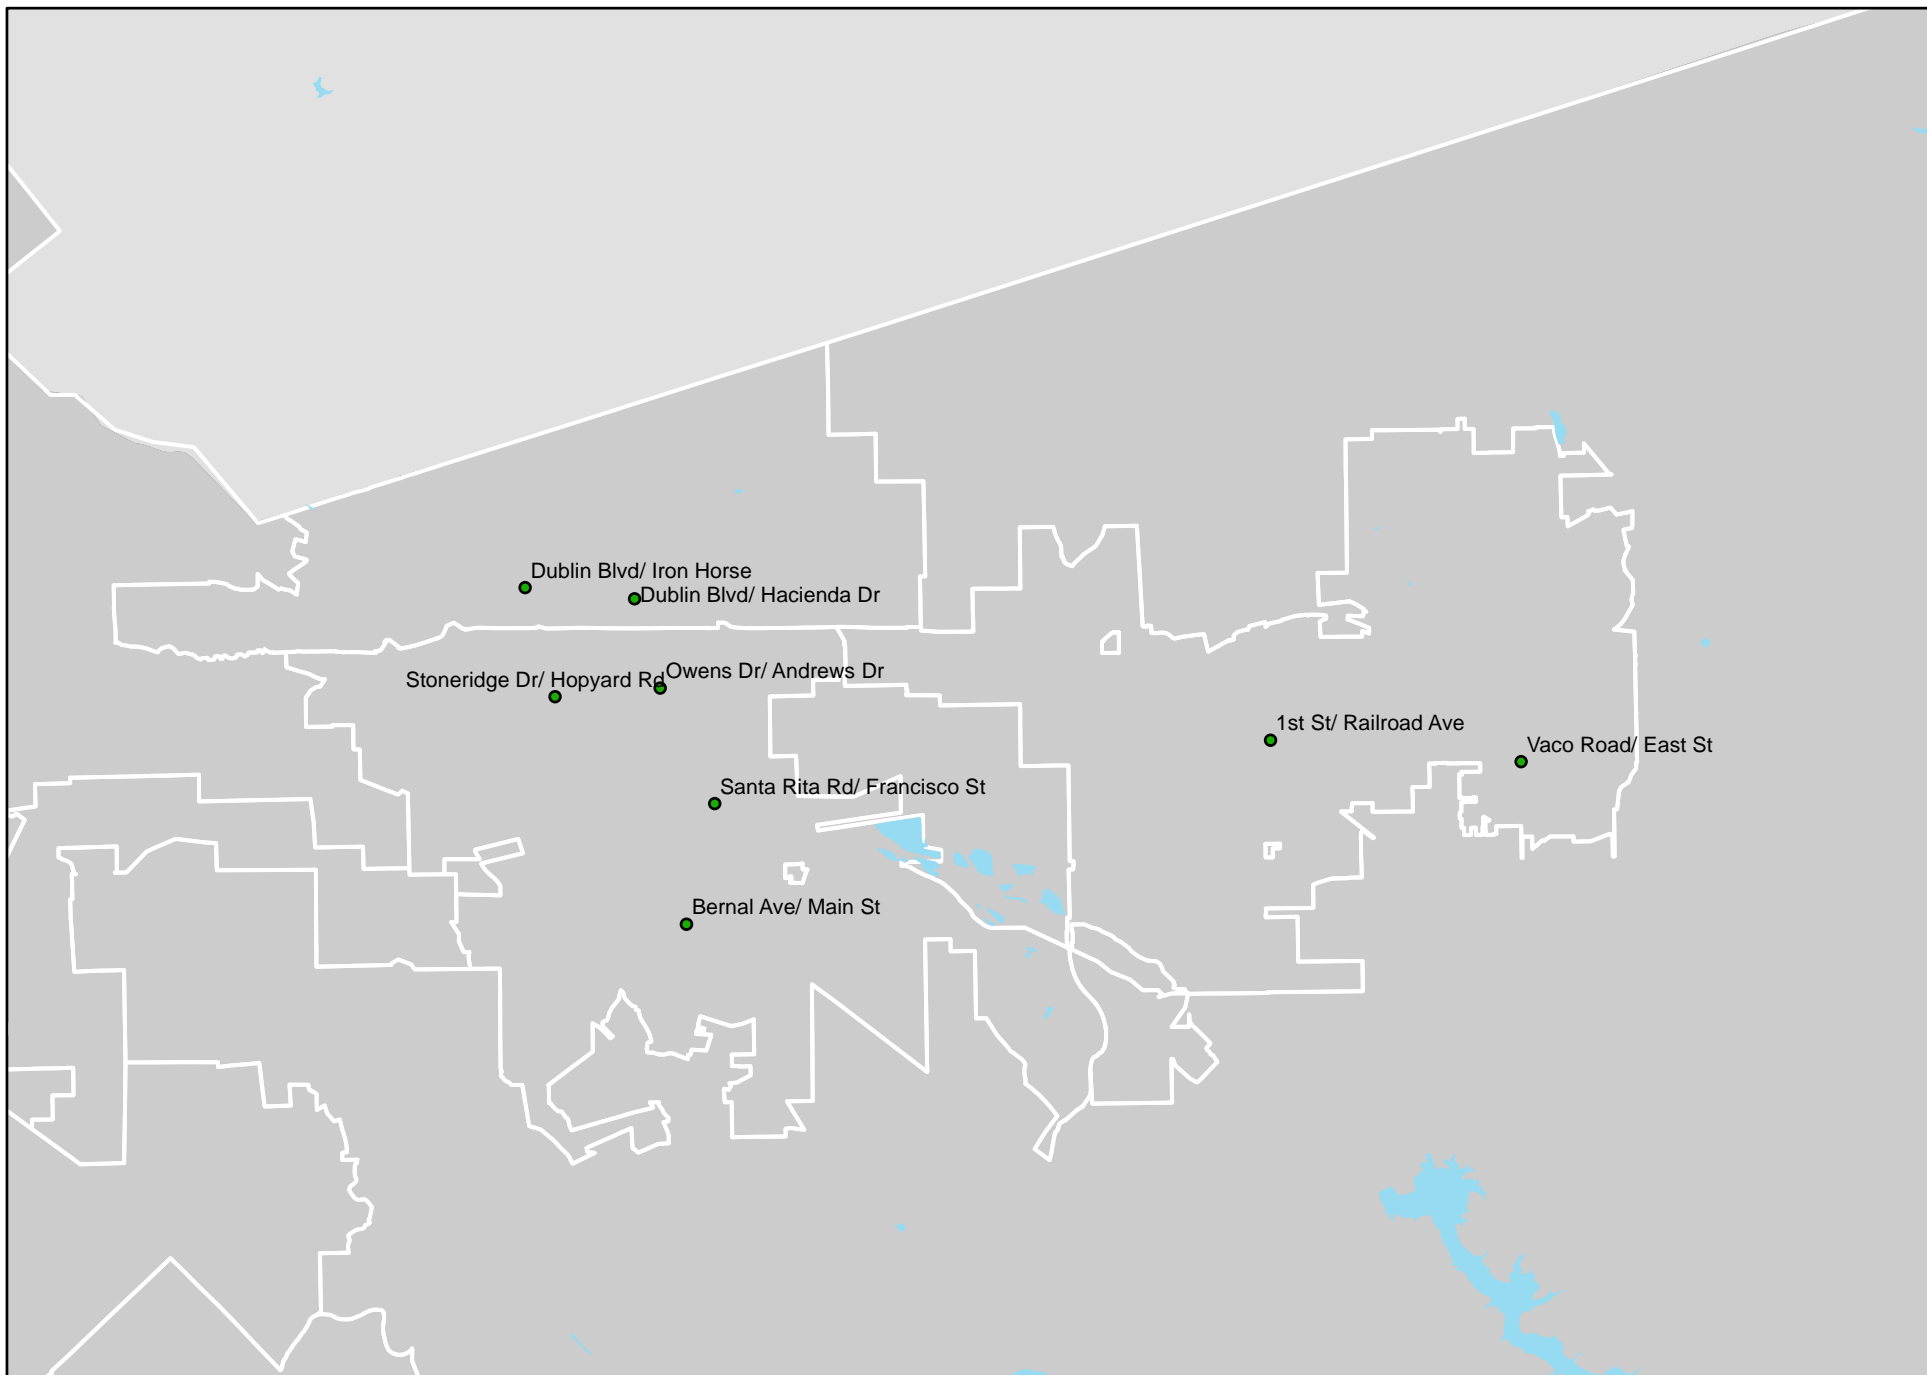 Dublin Blvd/ Iron Horse
Dublin Blvd/ Hacienda Dr
Owens Dr/ Andrews Dr
Stoneridge Dr/ Hopyard Rd
1st St/ Railroad Ave
Vaco Road/ East St
Santa Rita Rd/ Francisco St
Bernal Ave/ Main St